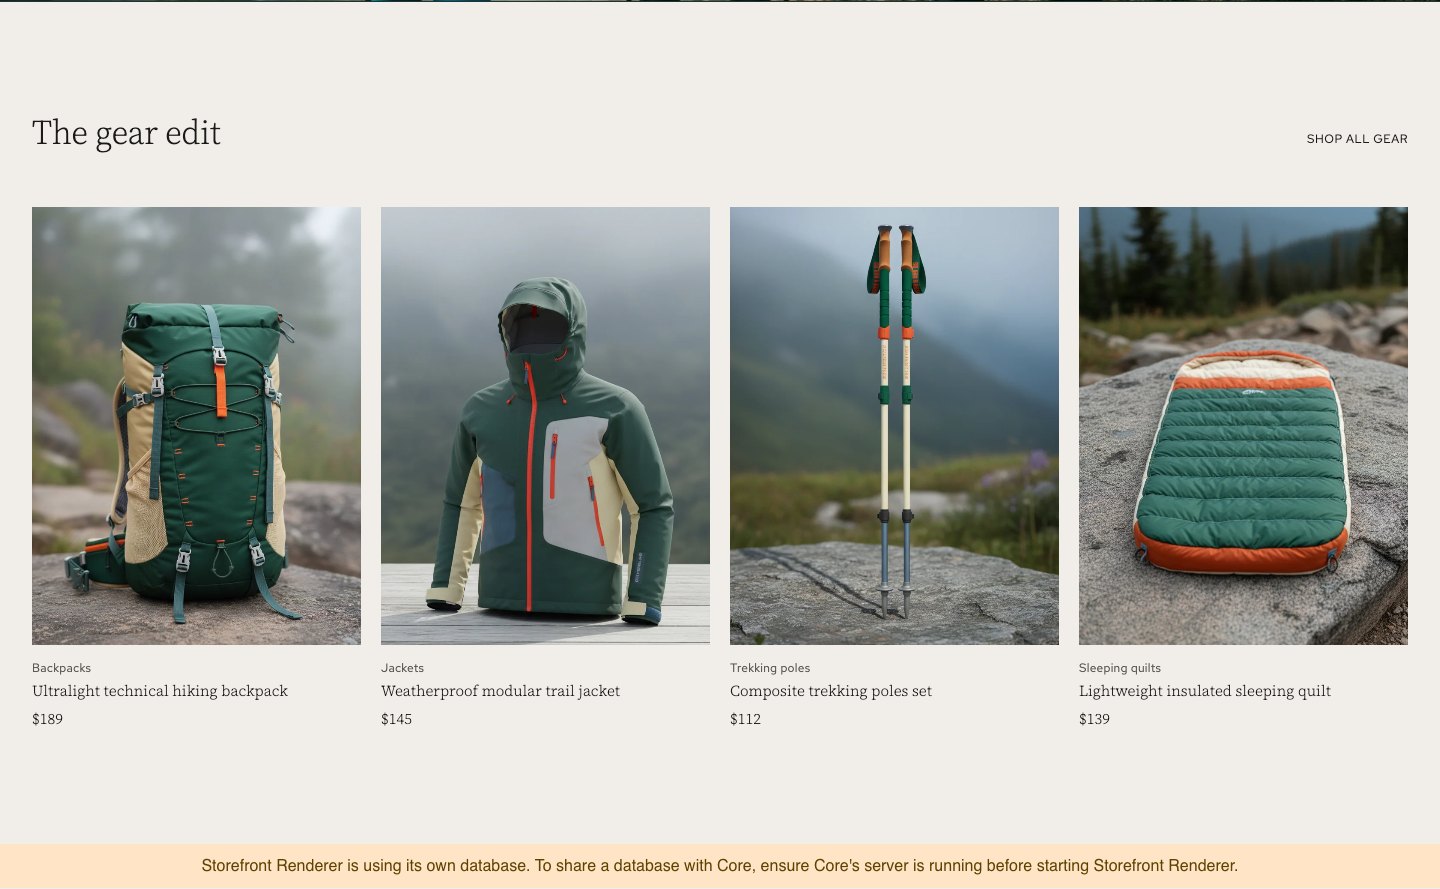 The gear edit
SHOP ALL GEAR
Backpacks
Ultralight technical hiking backpack
$189
Jackets
Weatherproof modular trail jacket
$145
Trekking poles
Composite trekking poles set
$112
Sleeping quilts
Lightweight insulated sleeping quilt
$139
Storefront Renderer is using its own database. To share a database with Core, ensure Core's server is running before starting Storefront Renderer.